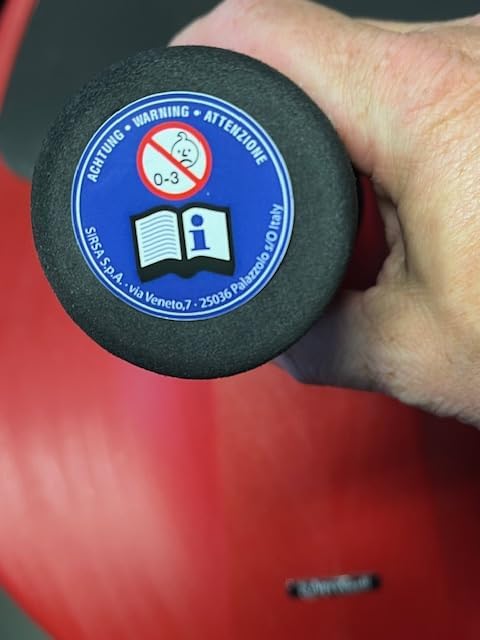 ACHTUNG • WARNING • ATTENZIONE
0-3
i
SIRSA S.p.A. - via Veneto,7 - 25036 Palazzolo s/O Italy